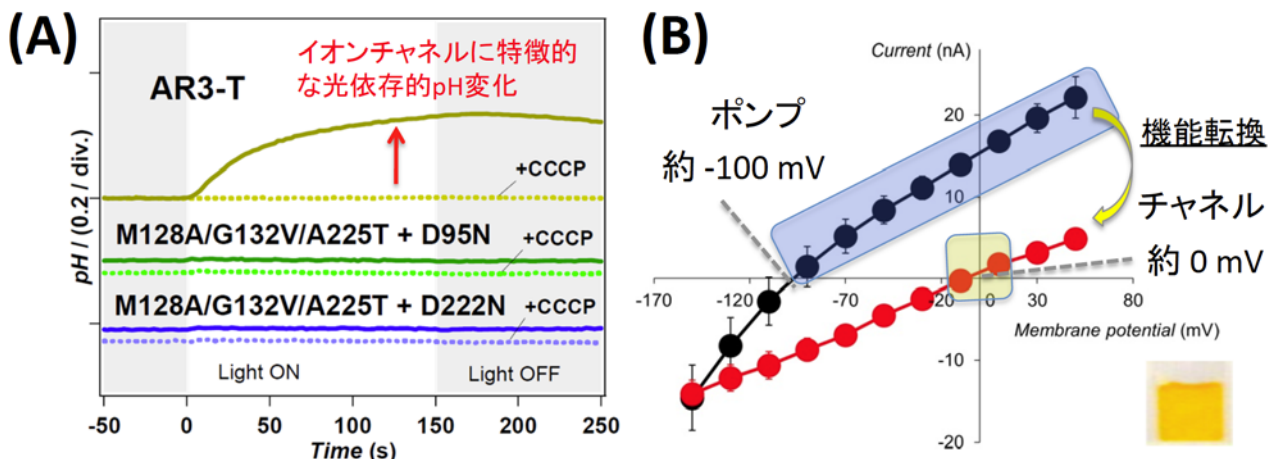 (A)
AR3-T
イオンチャネルに特徴的
な光依存的pH変化
+CCCP
M128A/G132V/A225T + D95N
+CCCP
M128A/G132V/A225T + D222N
+CCCP
Light ON
Light OFF
pH / (0.2 / div.)
-50
0
50
100
150
200
250
Time (s)
(B)
Current (nA)
20
10
-10
-20
ポンプ
約 -100 mV
機能転換
チャネル
約 0 mV
-170
-120
-70
-20
0
30
80
Membrane potential (mV)